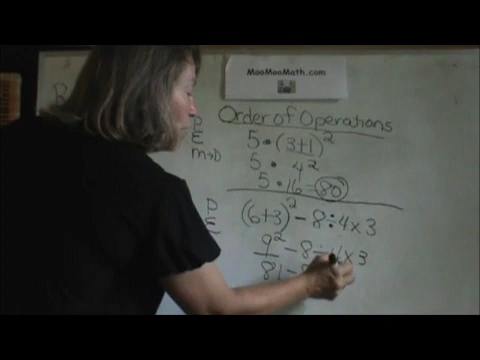 MooMooMath.com
Order of Operations
P
E
M→D
5 • (3+1)²
5 • 4²
5 • 16 = 80
P
E
(6+3)² - 8 ÷ 4 x 3
9² - 8 ÷ 4 x 3
81 - 8